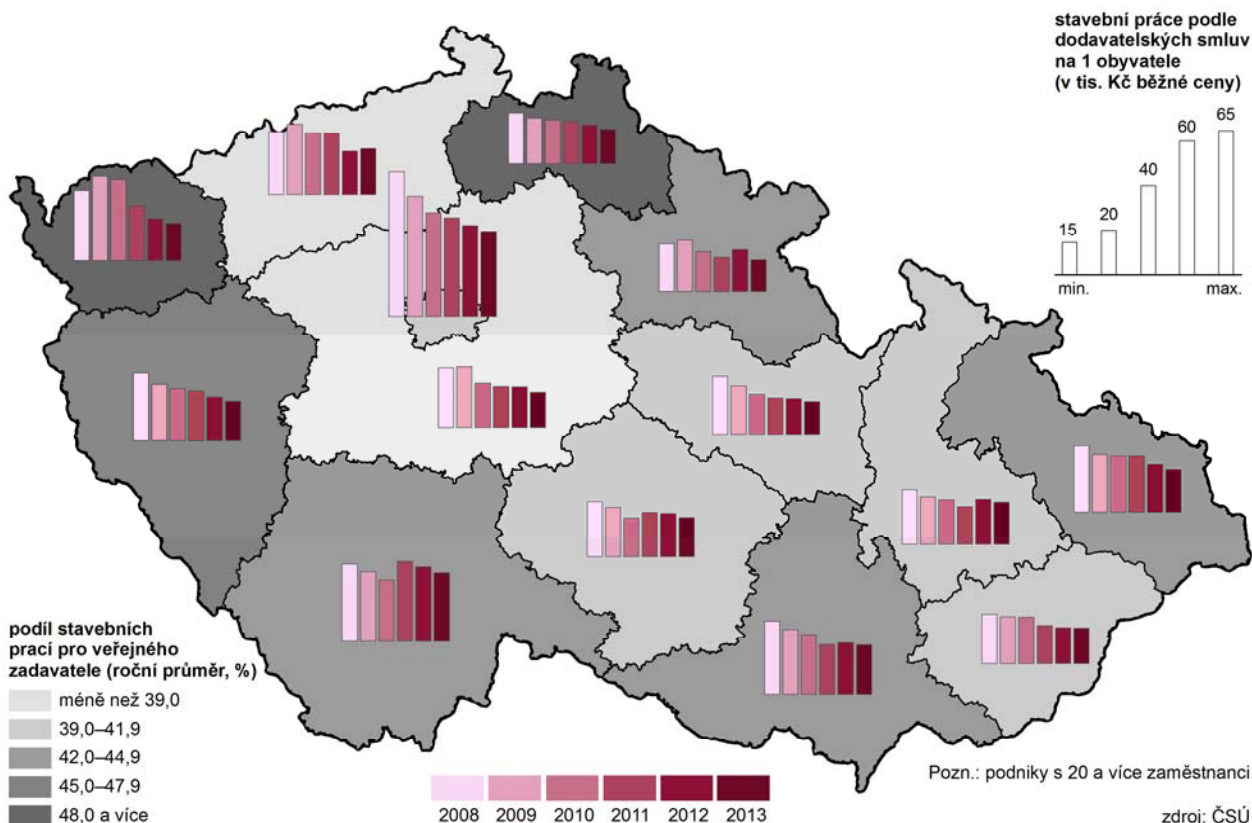 stavební práce podle
dodavatelských smluv
na 1 obyvatele
(v tis. Kč běžné ceny)
15
20
40
60
65
min.
max.
podíl stavebních
prací pro veřejného
zadavatele (roční průměr, %)
méně než 39,0
39,0–41,9
42,0–44,9
45,0–47,9
48,0 a více
2008
2009
2010
2011
2012
2013
Pozn.: podniky s 20 a více zaměstnanci
zdroj: ČSÚ